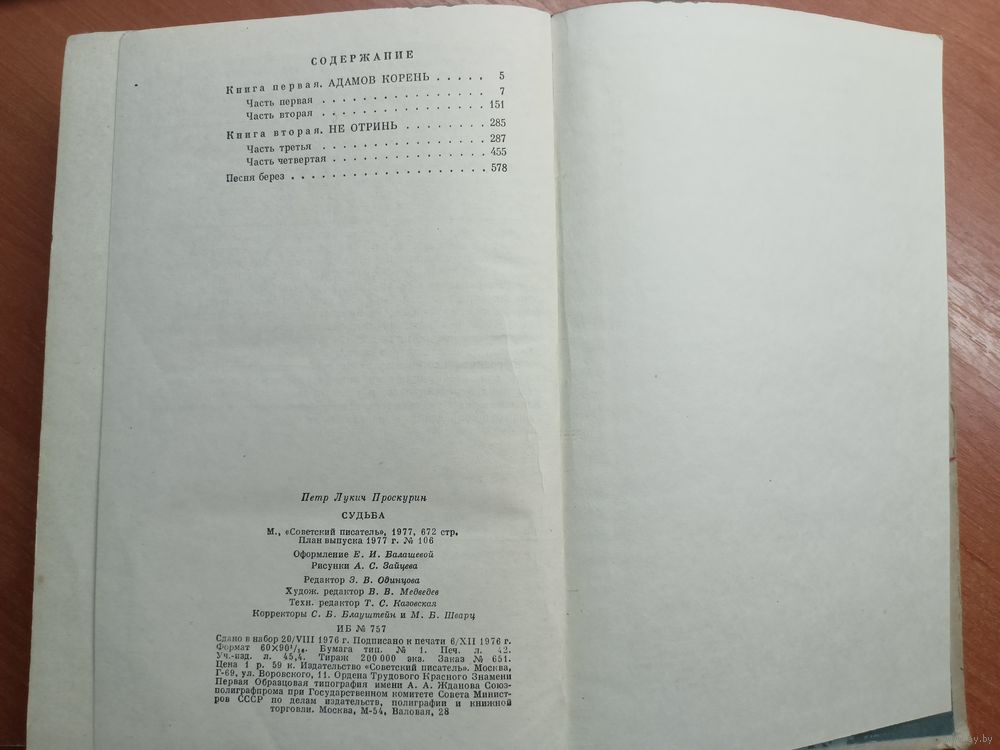 СОДЕРЖАНИЕ
Книга первая. АДАМОВ КОРЕНЬ . . . . . 5
Часть первая . . . . . . . . . . . . . . . . 7
Часть вторая . . . . . . . . . . . . . . . 151
Книга вторая. НЕ ОТРИНЬ . . . . . . . . 285
Часть третья . . . . . . . . . . . . . . . 287
Часть четвертая . . . . . . . . . . . . . . 455
Песня берез . . . . . . . . . . . . . . . . . . . 578
Петр Лукич Проскурин
СУДЬБА
М., «Советский писатель», 1977, 672 стр.
План выпуска 1977 г. № 106
Оформление Е. И. Балашевой
Рисунки А. С. Зайцева
Редактор З. В. Одинцова
Худож. редактор В. В. Медведев
Техн. редактор Т. С. Казовская
Корректоры С. Б. Блауштейн и М. Б. Шварц
ИБ № 757
Сдано в набор 20/VIII 1976 г. Подписано к печати 6/XII 1976 г.
Формат 60×90¹/₁₆. Бумага тип. № 1. Печ. л. 42.
Уч.-изд. л. 45,4. Тираж 200 000 экз. Заказ № 651.
Цена 1 р. 59 к. Издательство «Советский писатель». Москва,
Г-69, ул. Воровского, 11. Ордена Трудового Красного Знамени
Первая Образцовая типография имени А. А. Жданова Союз-
полиграфпрома при Государственном комитете Совета Минист-
ров СССР по делам издательств, полиграфии и книжной
торговли. Москва, М-54, Валовая, 28